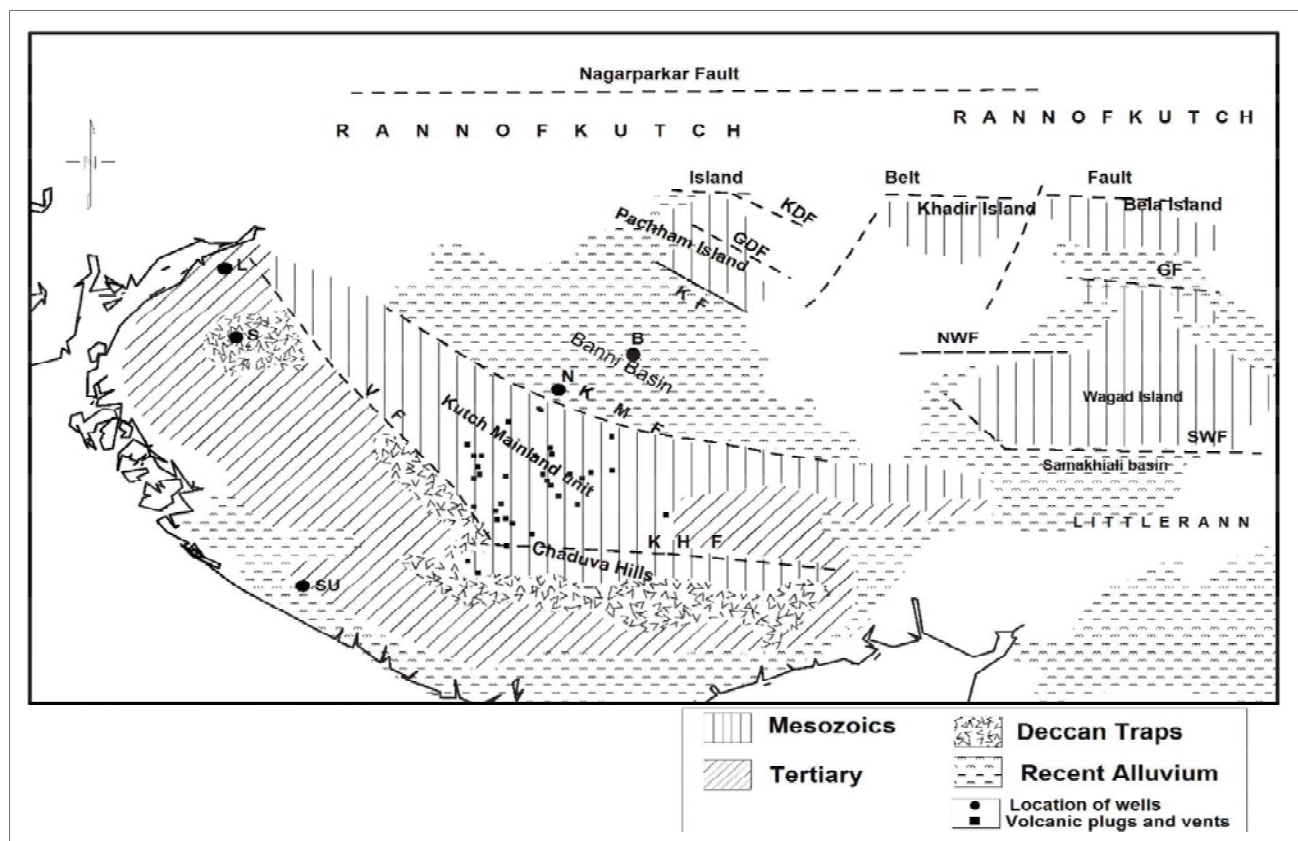 Nagarparkar Fault
R A N N O F K U T C H
R A N N O F K U T C H
N
Island
Belt
Fault
KDF
Khadir Island
Bela Island
Pachham Island
GDF
GF
L
K F
S
B
NWF
Banni Basin
N
K M F
V F
Kutch Mainland unit
Wagad Island
SWF
Samakhiali basin
L I T T L E R A N N
K H F
Chaduva Hills
SU
Mesozoics
Deccan Traps
Tertiary
Recent Alluvium
Location of wells
Volcanic plugs and vents